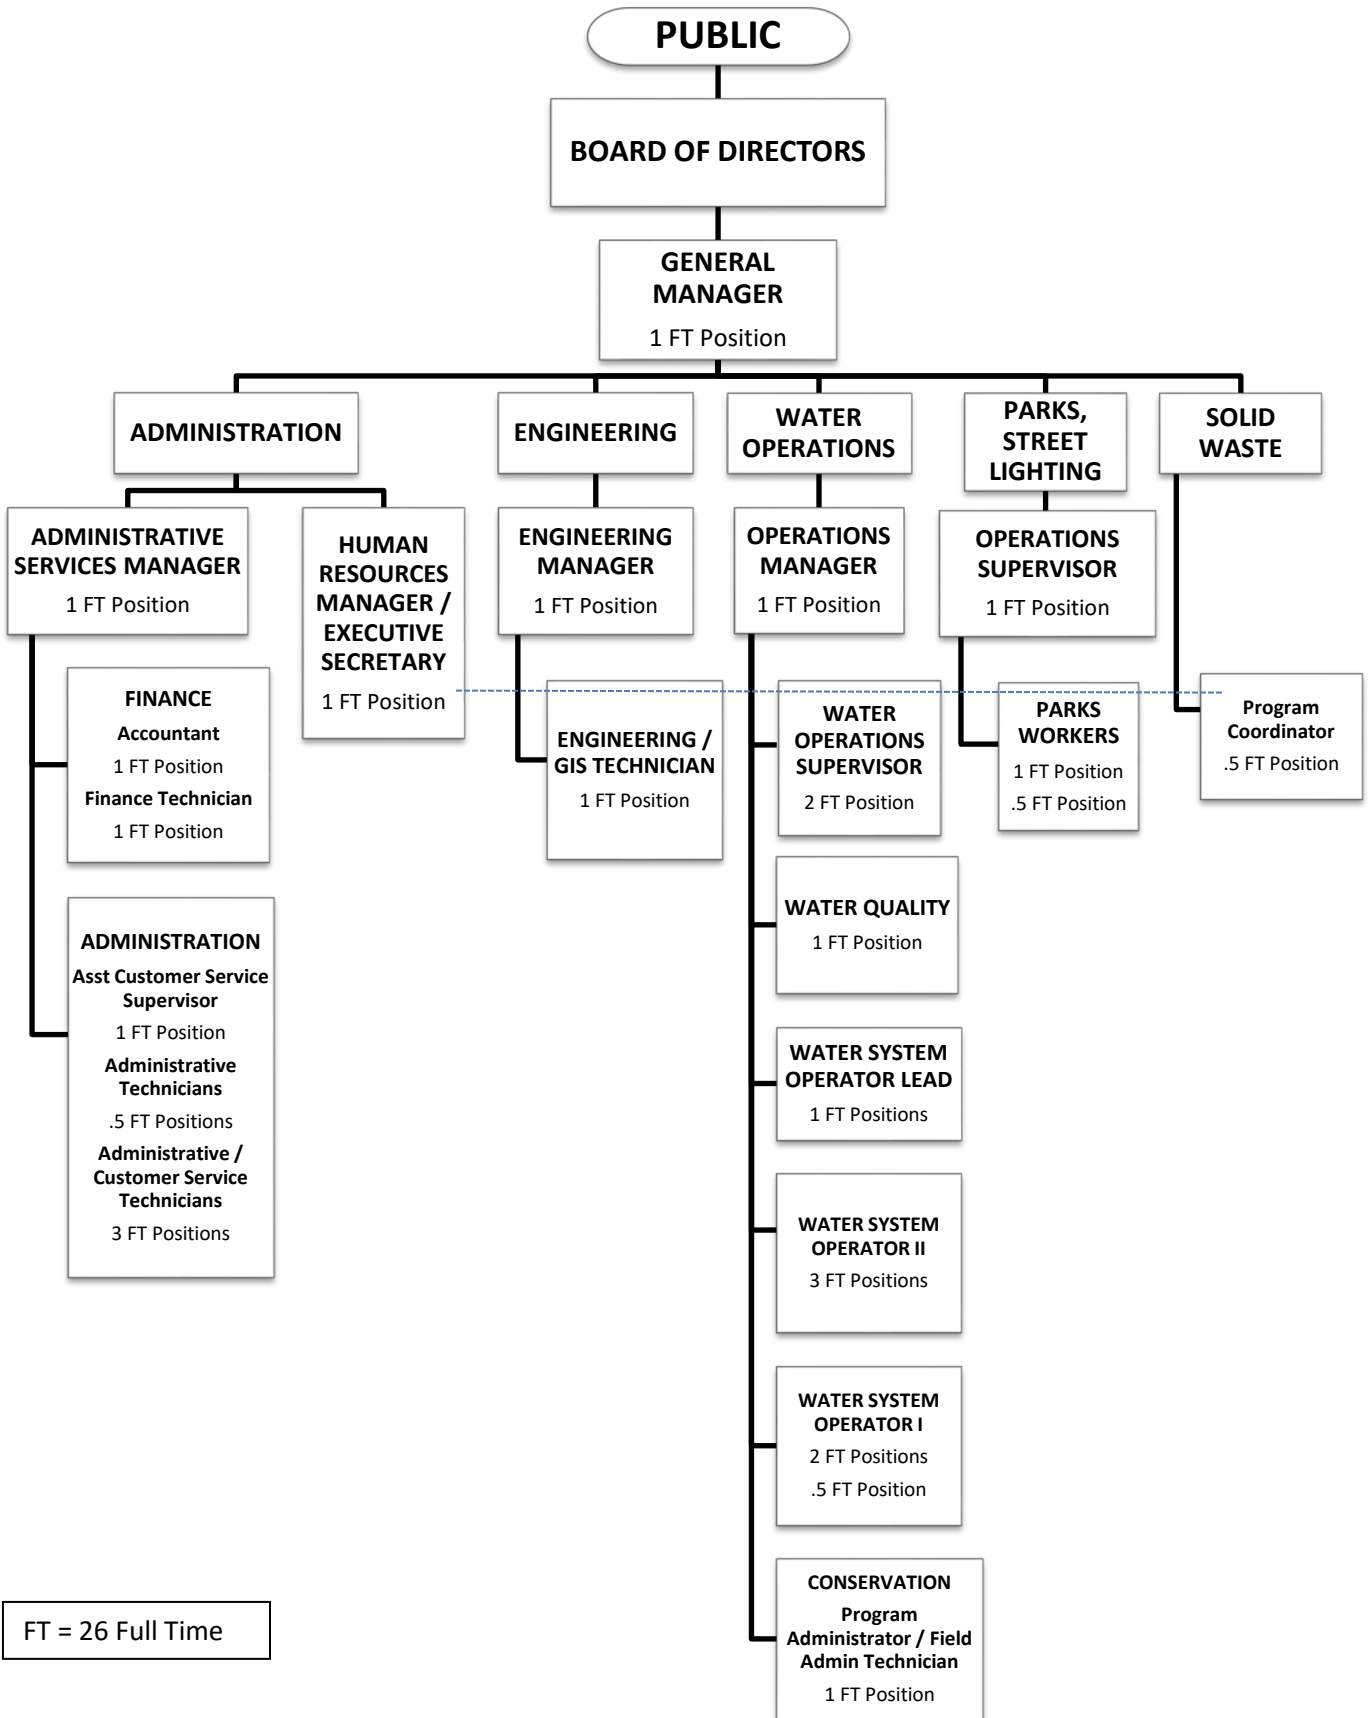 PUBLIC
BOARD OF DIRECTORS
GENERAL
MANAGER
1 FT Position
ADMINISTRATION
ENGINEERING
WATER
OPERATIONS
PARKS,
STREET
LIGHTING
SOLID
WASTE
ADMINISTRATIVE
SERVICES MANAGER
1 FT Position
HUMAN
RESOURCES
MANAGER /
EXECUTIVE
SECRETARY
1 FT Position
ENGINEERING
MANAGER
1 FT Position
OPERATIONS
MANAGER
1 FT Position
OPERATIONS
SUPERVISOR
1 FT Position
FINANCE
Accountant
1 FT Position
Finance Technician
1 FT Position
ENGINEERING /
GIS TECHNICIAN
1 FT Position
WATER
OPERATIONS
SUPERVISOR
2 FT Position
PARKS
WORKERS
1 FT Position
.5 FT Position
Program
Coordinator
.5 FT Position
ADMINISTRATION
Asst Customer Service
Supervisor
1 FT Position
Administrative
Technicians
.5 FT Positions
Administrative /
Customer Service
Technicians
3 FT Positions
WATER QUALITY
1 FT Position
WATER SYSTEM
OPERATOR LEAD
1 FT Positions
WATER SYSTEM
OPERATOR II
3 FT Positions
WATER SYSTEM
OPERATOR I
2 FT Positions
.5 FT Position
CONSERVATION
Program
Administrator / Field
Admin Technician
1 FT Position
FT = 26 Full Time